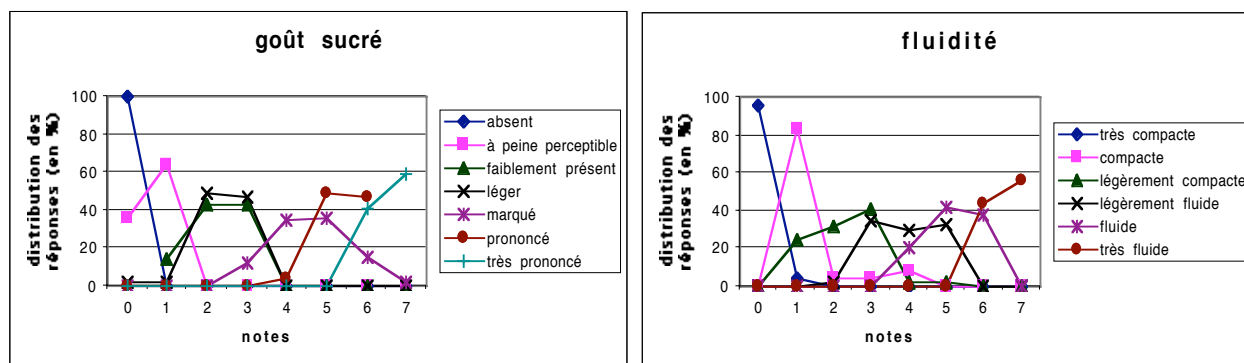 goût sucré
distribution des
réponses (en %)
100
80
60
40
20
0
0 1 2 3 4 5 6 7
notes
absent
à peine perceptible
faiblement présent
léger
marqué
prononcé
très prononcé
fluidité
distribution des
réponses (en %)
100
80
60
40
20
0
0 1 2 3 4 5 6 7
notes
très compacte
compacte
légèrement compacte
légèrement fluide
fluide
très fluide